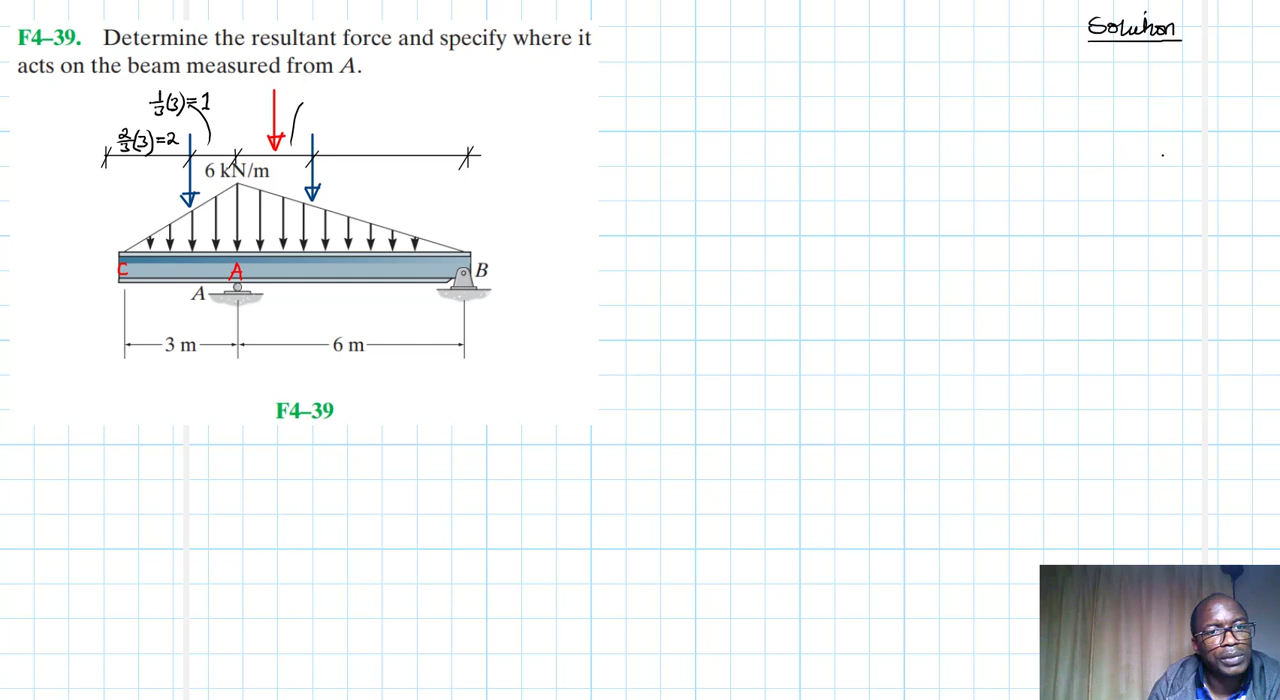 F4–39. Determine the resultant force and specify where it
acts on the beam measured from A.
Solution
1/3(3)=1
2/3(3)=2
6 kN/m
C
A
B
A
3 m
6 m
F4–39